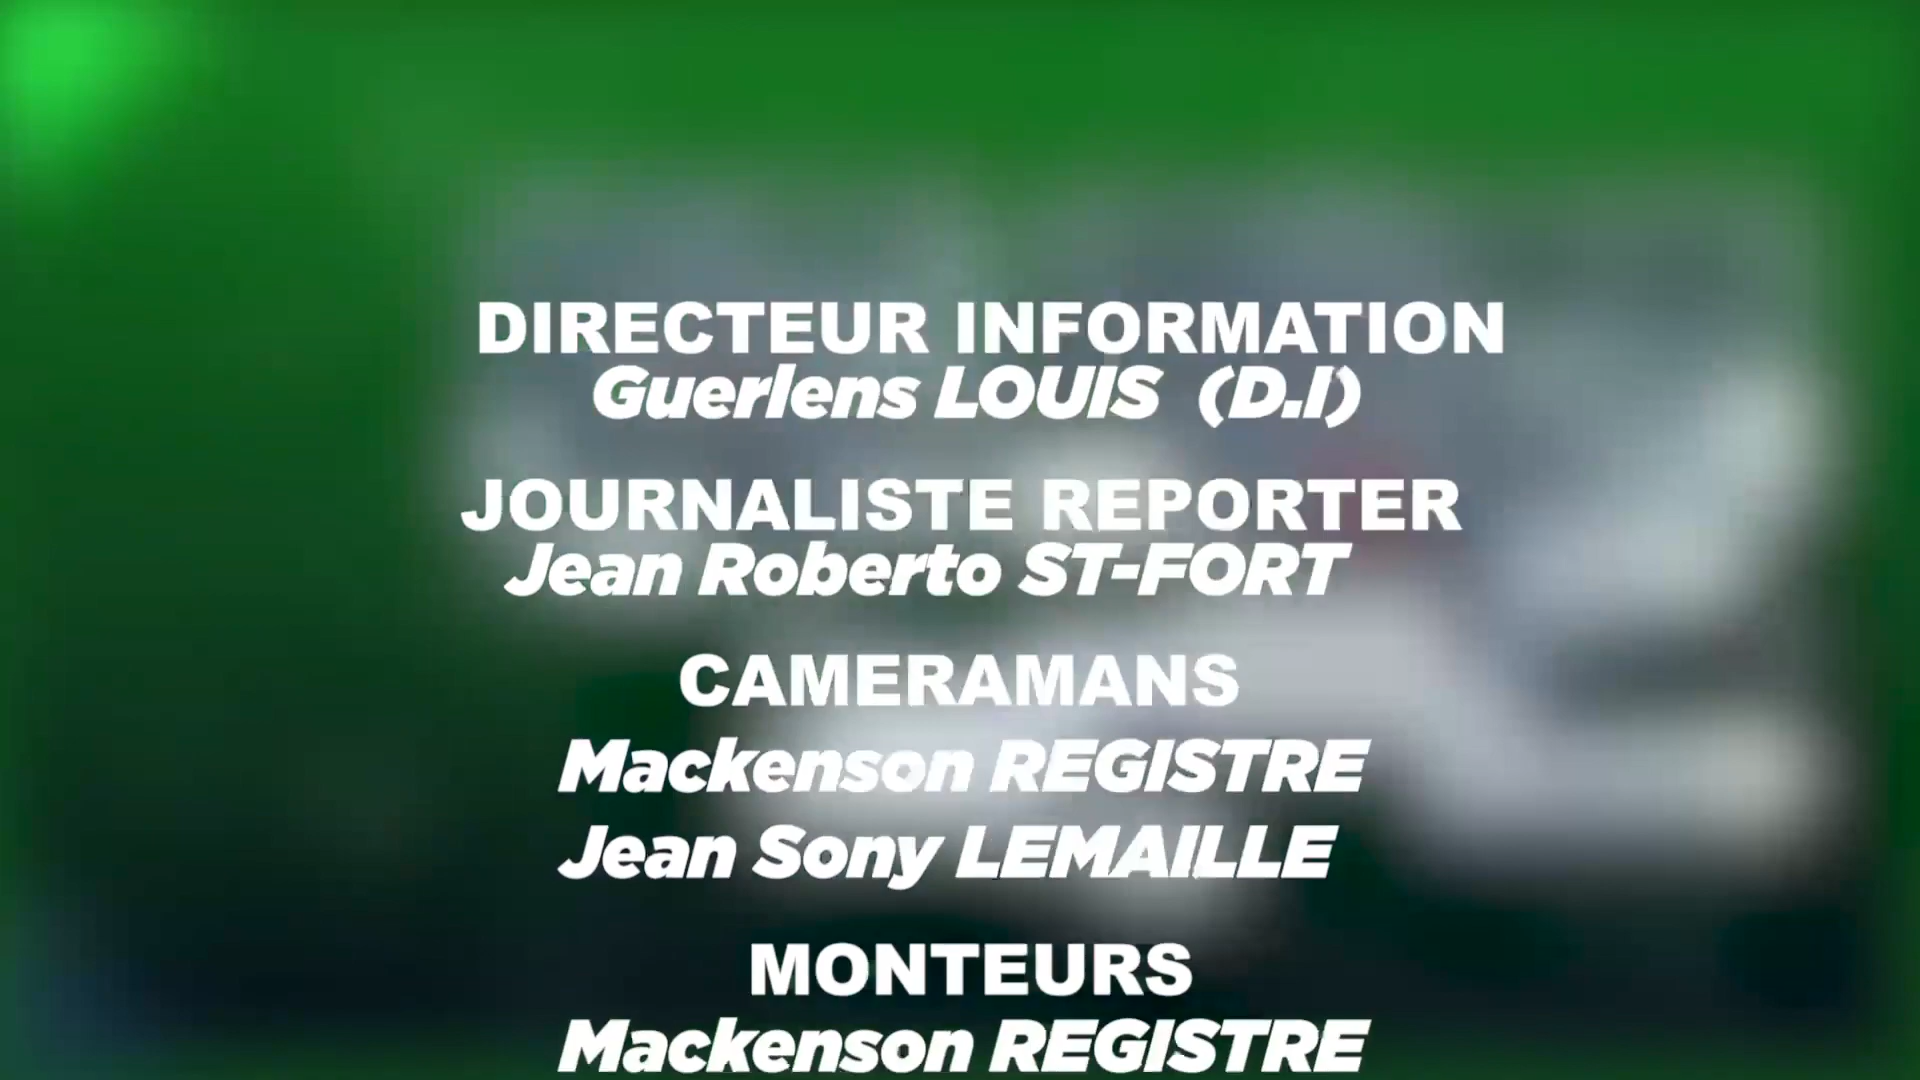 DIRECTEUR INFORMATION
Guerlens LOUIS (D.I)
JOURNALISTE REPORTER
Jean Roberto ST-FORT
CAMERAMANS
Mackenson REGISTRE
Jean Sony LEMAILLE
MONTEURS
Mackenson REGISTRE